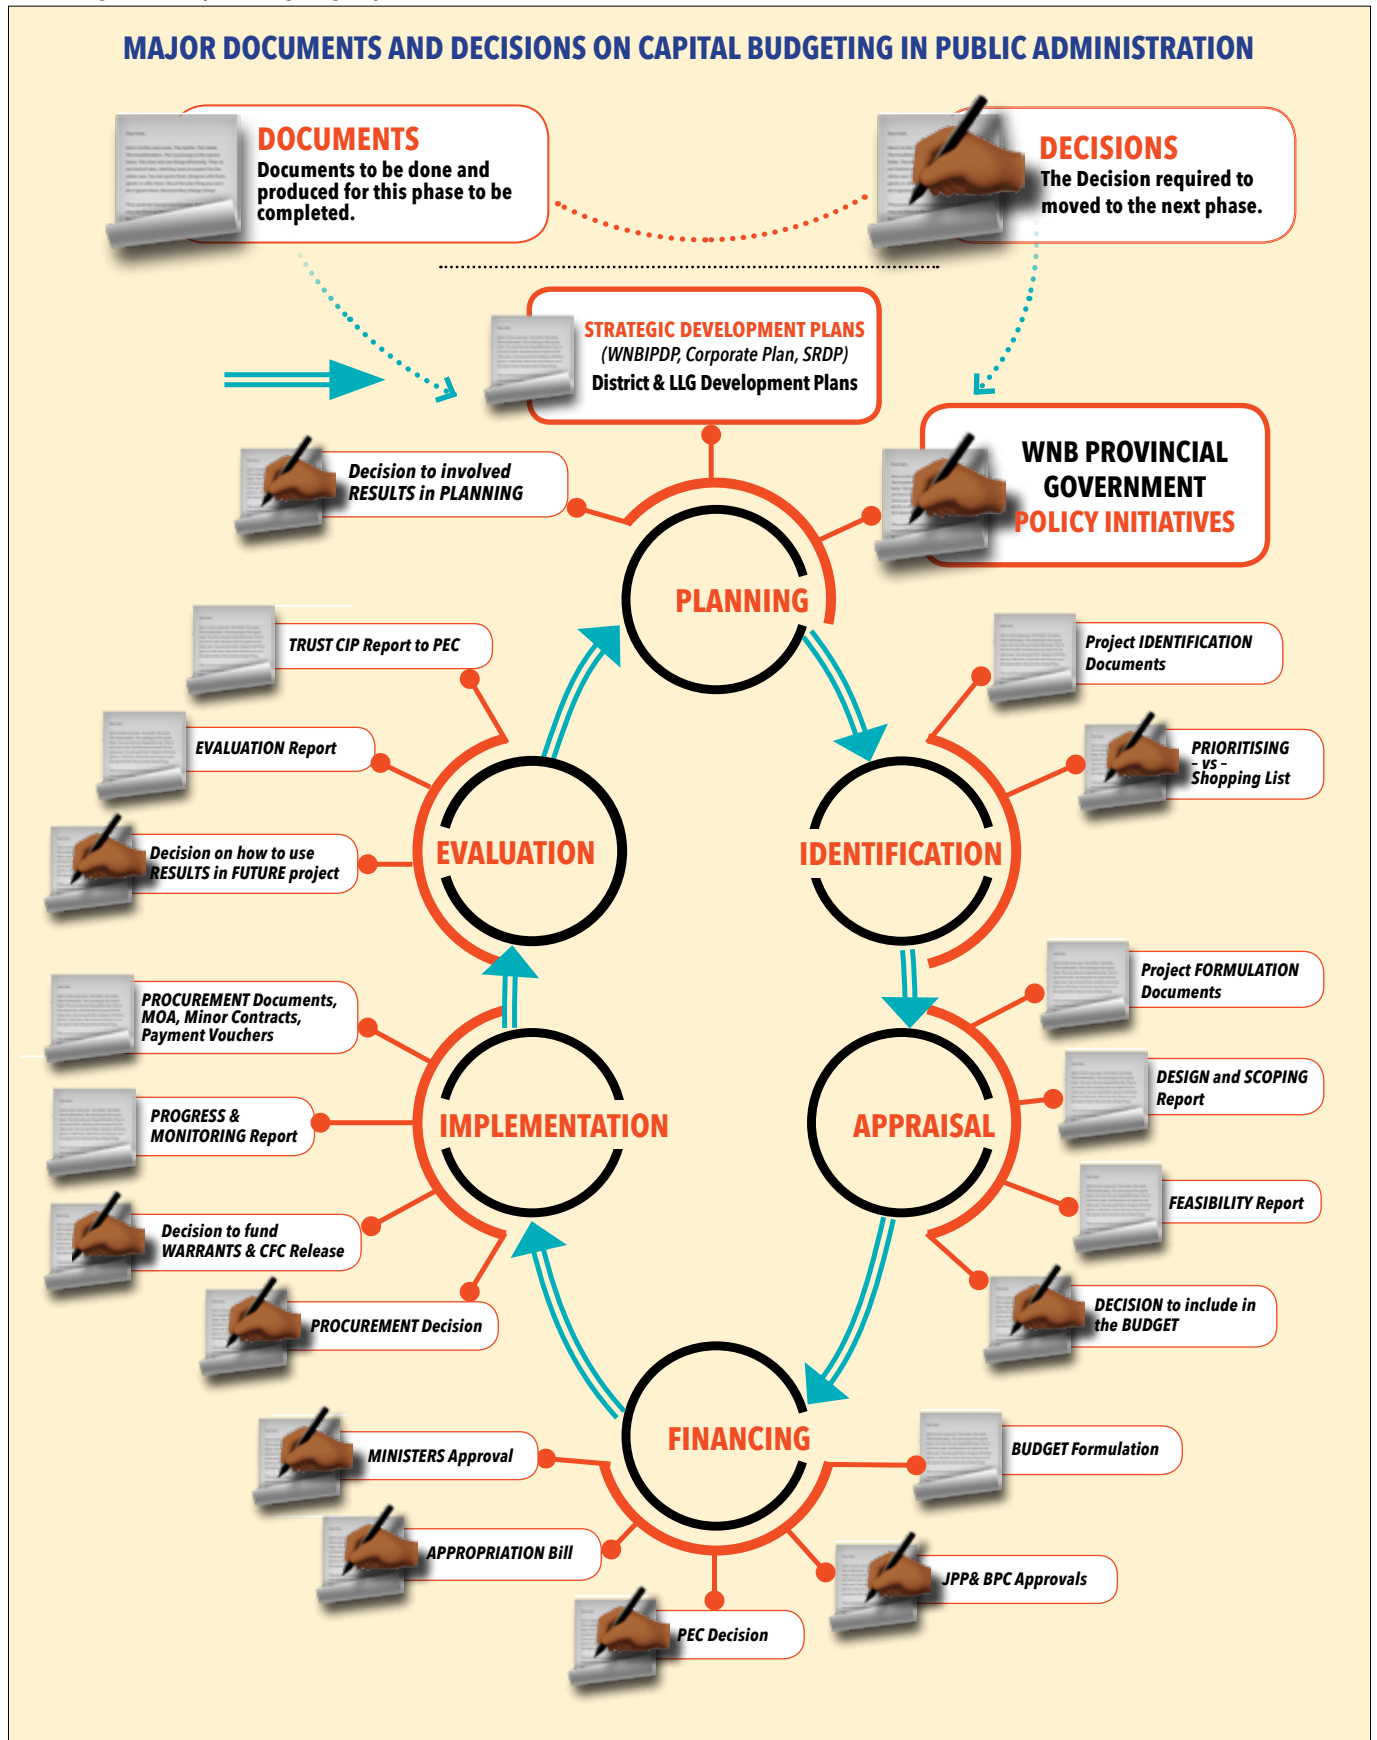 MAJOR DOCUMENTS AND DECISIONS ON CAPITAL BUDGETING IN PUBLIC ADMINISTRATION
DOCUMENTS
Documents to be done and
produced for this phase to be
completed.
DECISIONS
The Decision required to
moved to the next phase.
STRATEGIC DEVELOPMENT PLANS
(WNBIPDP, Corporate Plan, SRDP)
District & LLG Development Plans
Decision to involved
RESULTS in PLANNING
WNB PROVINCIAL
GOVERNMENT
POLICY INITIATIVES
PLANNING
TRUST CIP Report to PEC
Project IDENTIFICATION
Documents
EVALUATION Report
PRIORITISING
- vs -
Shopping List
Decision on how to use
RESULTS in FUTURE project
EVALUATION
IDENTIFICATION
PROCUREMENT Documents,
MOA, Minor Contracts,
Payment Vouchers
Project FORMULATION
Documents
DESIGN and SCOPING
Report
PROGRESS &
MONITORING Report
IMPLEMENTATION
APPRAISAL
FEASIBILITY Report
Decision to fund
WARRANTS & CFC Release
PROCUREMENT Decision
DECISION to include in
the BUDGET
FINANCING
MINISTERS Approval
BUDGET Formulation
APPROPRIATION Bill
JPP& BPC Approvals
PEC Decision